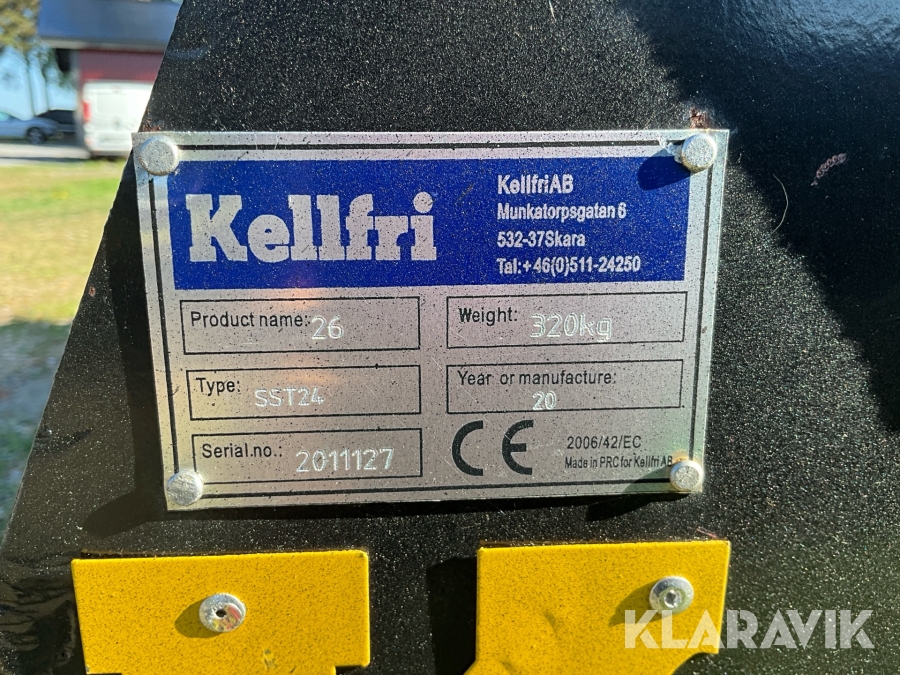 Kellfri
KellfriAB
Munkatorpsgatan 6
532-37Skara
Tal:+46(0)511-24250
Product name: 26
Weight: 320kg
Type: SST24
Year or manufacture: 20
Serial.no.: 2011127
CE
2006/42/EC
Made in PRC for Kellfri AB
KLARAVIK